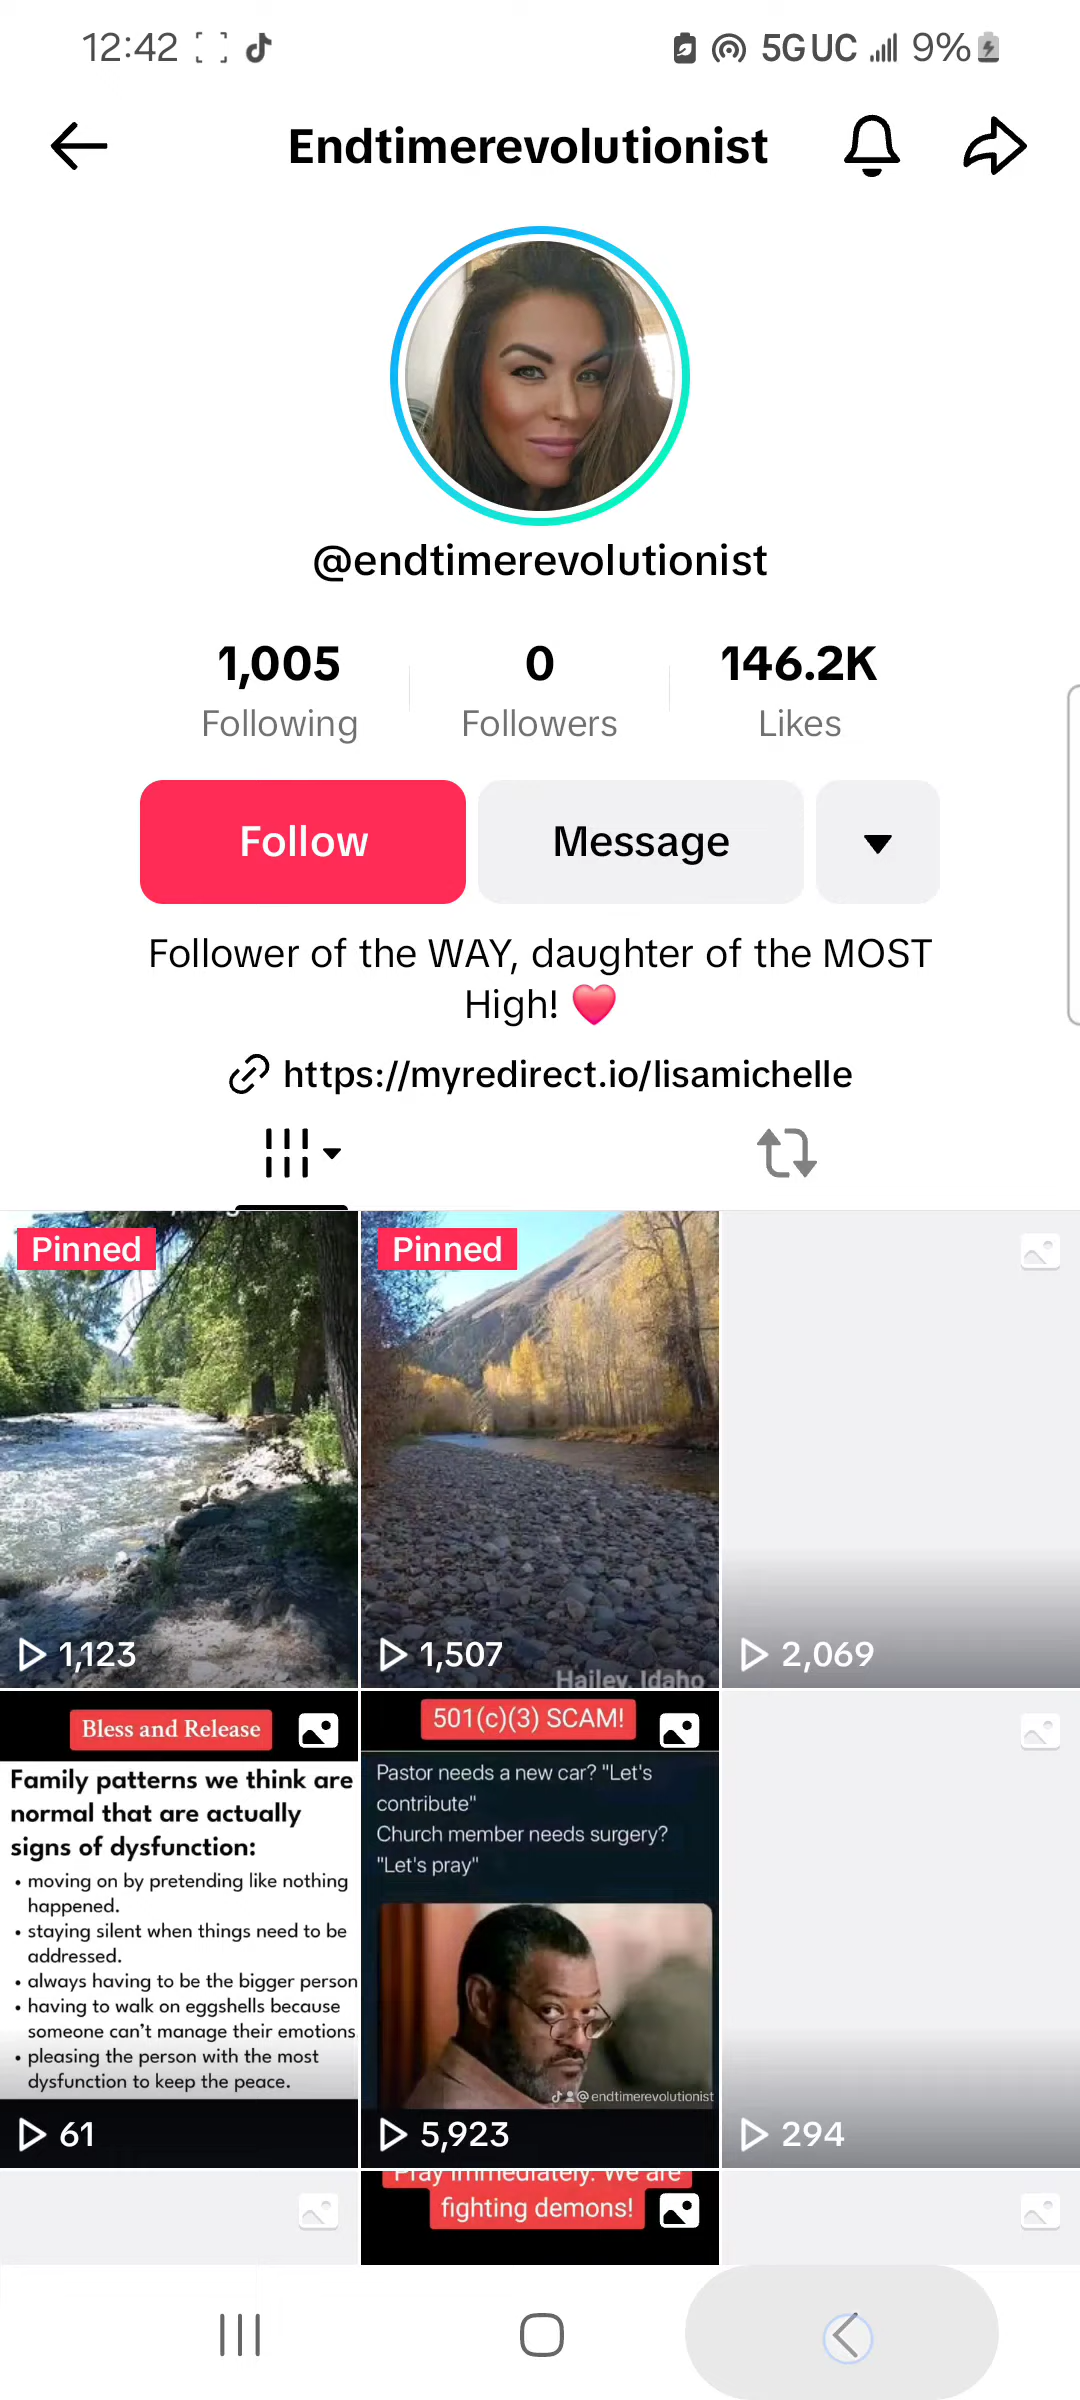 12:42
5G UC
9%
Endtimerevolutionist
@endtimerevolutionist
1,005
0
146.2K
Following
Followers
Likes
Follow
Message
Follower of the WAY, daughter of the MOST
High! ❤️
https://myredirect.io/lisamichelle
Pinned
Pinned
1,123
1,507
Hailey, Idaho
2,069
Bless and Release
Family patterns we think are
normal that are actually
signs of dysfunction:
• moving on by pretending like nothing
happened.
• staying silent when things need to be
addressed.
• always having to be the bigger person
• having to walk on eggshells because
someone can't manage their emotions
• pleasing the person with the most
dysfunction to keep the peace.
61
501(c)(3) SCAM!
Pastor needs a new car? "Let's
contribute"
Church member needs surgery?
"Let's pray"
@endtimerevolutionist
5,923
294
Pray immediately. We are
fighting demons!